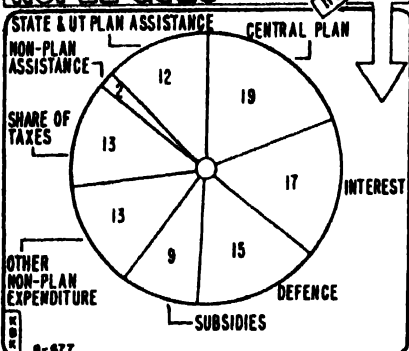 STATE & UT PLAN ASSISTANCE
CENTRAL PLAN
NON-PLAN
ASSISTANCE
2
12
19
SHARE OF
TAXES
13
17
INTEREST
13
9
15
OTHER
NON-PLAN
EXPENDITURE
DEFENCE
SUBSIDIES
KBK